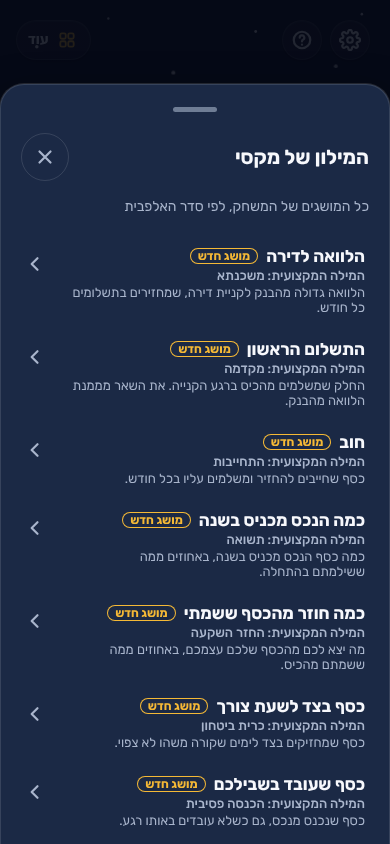 עוֹד
המילון של מקסי
כל המושגים של המשחק, לפי סדר האלפבית
הלוואה לדירה מושג חדש
המילה המקצועית: משכנתא
הלוואה גדולה מהבנק לקניית דירה, שמחזירים בתשלומים
כל חודש.
התשלום הראשון מושג חדש
המילה המקצועית: מקדמה
החלק שמשלמים מהכיס ברגע הקנייה. את השאר מממנת
הלוואה מהבנק.
חוב מושג חדש
המילה המקצועית: התחייבות
כסף שחייבים להחזיר ומשלמים עליו בכל חודש.
כמה הנכס מכניס בשנה מושג חדש
המילה המקצועית: תשואה
כמה כסף הנכס מכניס בשנה, באחוזים ממה
ששילמתם בהתחלה.
כמה חוזר מהכסף ששמתי מושג חדש
המילה המקצועית: החזר השקעה
מה יצא לכם מהכסף שלכם עצמכם, באחוזים ממה
ששמתם מהכיס.
כסף בצד לשעת צורך מושג חדש
המילה המקצועית: כרית ביטחון
כסף שמחזיקים בצד לימים שקורה משהו לא צפוי.
כסף שעובד בשבילכם מושג חדש
המילה המקצועית: הכנסה פסיבית
כסף שנכנס מנכס, גם כשלא עובדים באותו רגע.